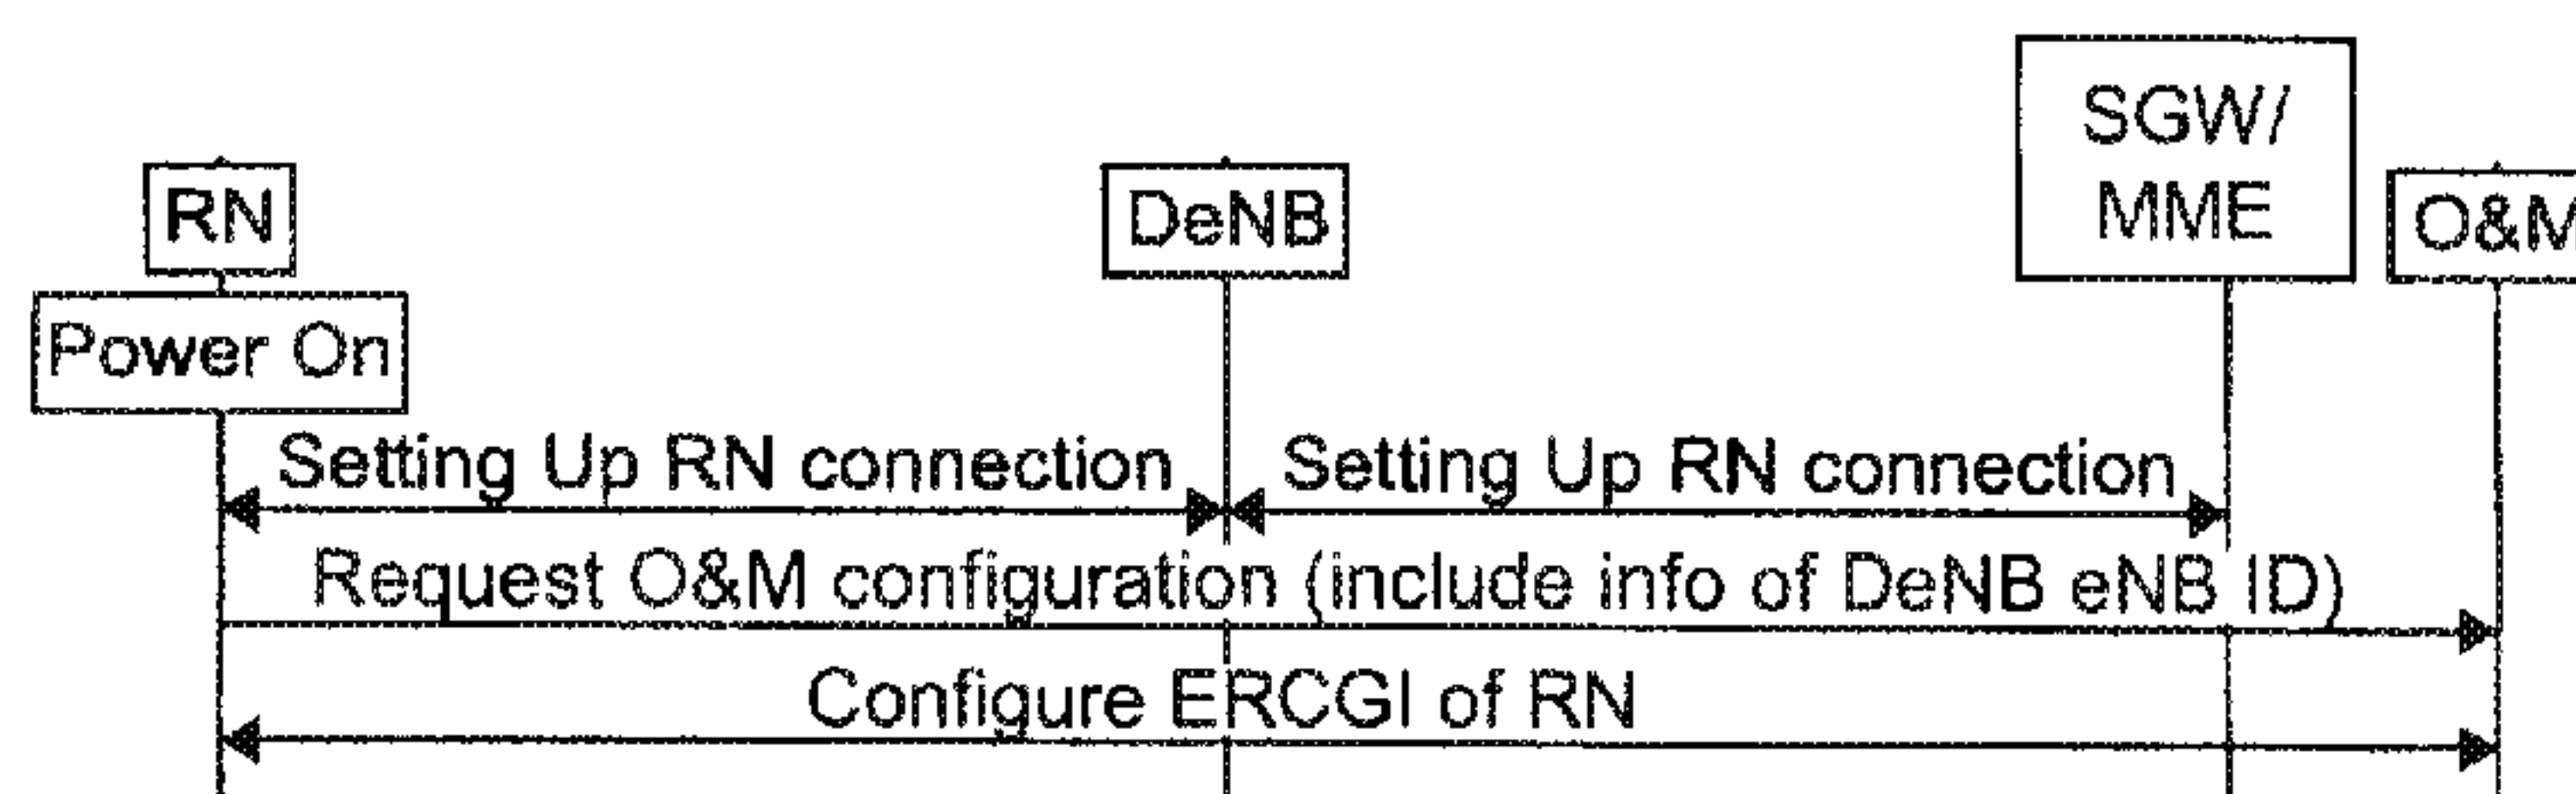 SGW/
MME
RN
DeNB
O&M
Power On
Setting Up RN connection
Setting Up RN connection
Request O&M configuration (include info of DeNB eNB ID)
Configure ERCGI of RN